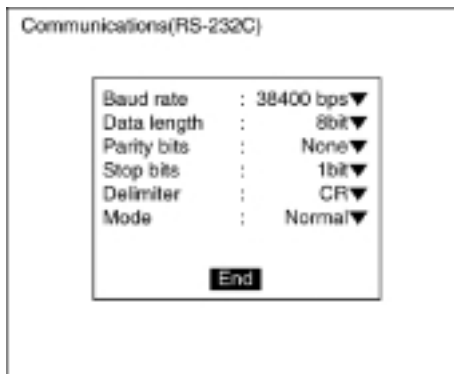 Communications(RS-232C)
Baud rate : 38400 bps▼
Data length : 8bit▼
Parity bits : None▼
Stop bits : 1bit▼
Delimiter : CR▼
Mode : Normal▼
End